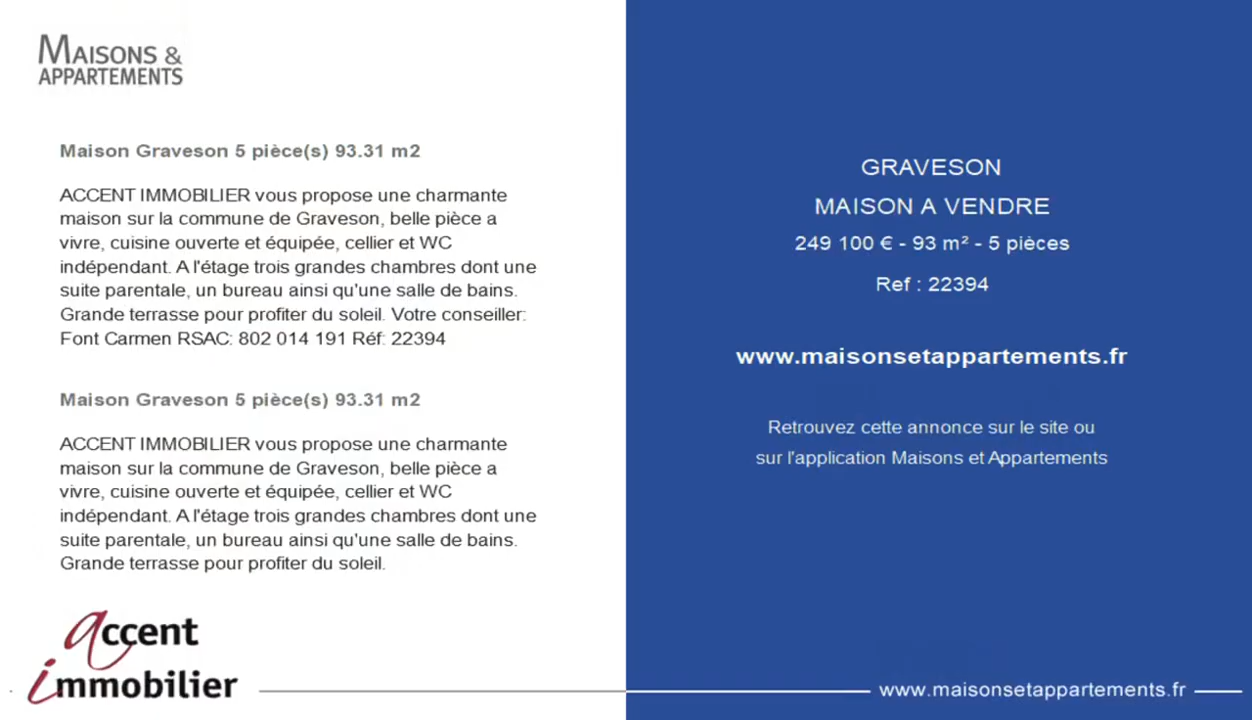 MAISONS &
APPARTEMENTS
Maison Graveson 5 pièce(s) 93.31 m2
ACCENT IMMOBILIER vous propose une charmante
maison sur la commune de Graveson, belle pièce a
vivre, cuisine ouverte et équipée, cellier et WC
indépendant. A l'étage trois grandes chambres dont une
suite parentale, un bureau ainsi qu'une salle de bains.
Grande terrasse pour profiter du soleil. Votre conseiller:
Font Carmen RSAC: 802 014 191 Réf: 22394
Maison Graveson 5 pièce(s) 93.31 m2
ACCENT IMMOBILIER vous propose une charmante
maison sur la commune de Graveson, belle pièce a
vivre, cuisine ouverte et équipée, cellier et WC
indépendant. A l'étage trois grandes chambres dont une
suite parentale, un bureau ainsi qu'une salle de bains.
Grande terrasse pour profiter du soleil.
accent
immobilier
GRAVESON
MAISON A VENDRE
249 100 € - 93 m² - 5 pièces
Ref : 22394
www.maisonsetappartements.fr
Retrouvez cette annonce sur le site ou
sur l'application Maisons et Appartements
www.maisonsetappartements.fr